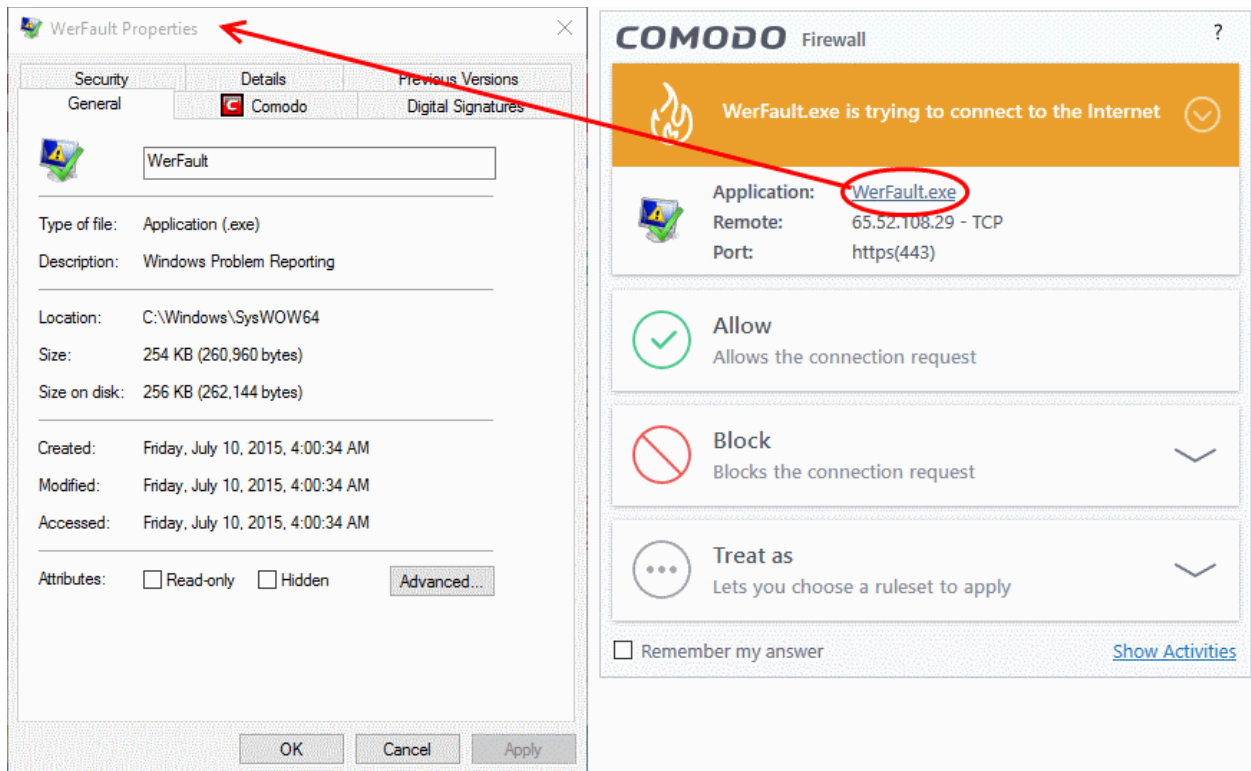 WerFault Properties
Security Details Previous Versions
General Comodo Digital Signatures
WerFault
Type of file: Application (.exe)
Description: Windows Problem Reporting
Location: C:\Windows\SysWOW64
Size: 254 KB (260,960 bytes)
Size on disk: 256 KB (262,144 bytes)
Created: Friday, July 10, 2015, 4:00:34 AM
Modified: Friday, July 10, 2015, 4:00:34 AM
Accessed: Friday, July 10, 2015, 4:00:34 AM
Attributes: Read-only Hidden Advanced...
OK Cancel Apply
COMODO Firewall ?
WerFault.exe is trying to connect to the Internet
Application: WerFault.exe
Remote: 65.52.108.29 - TCP
Port: https(443)
Allow
Allows the connection request
Block
Blocks the connection request
Treat as
Lets you choose a ruleset to apply
Remember my answer Show Activities